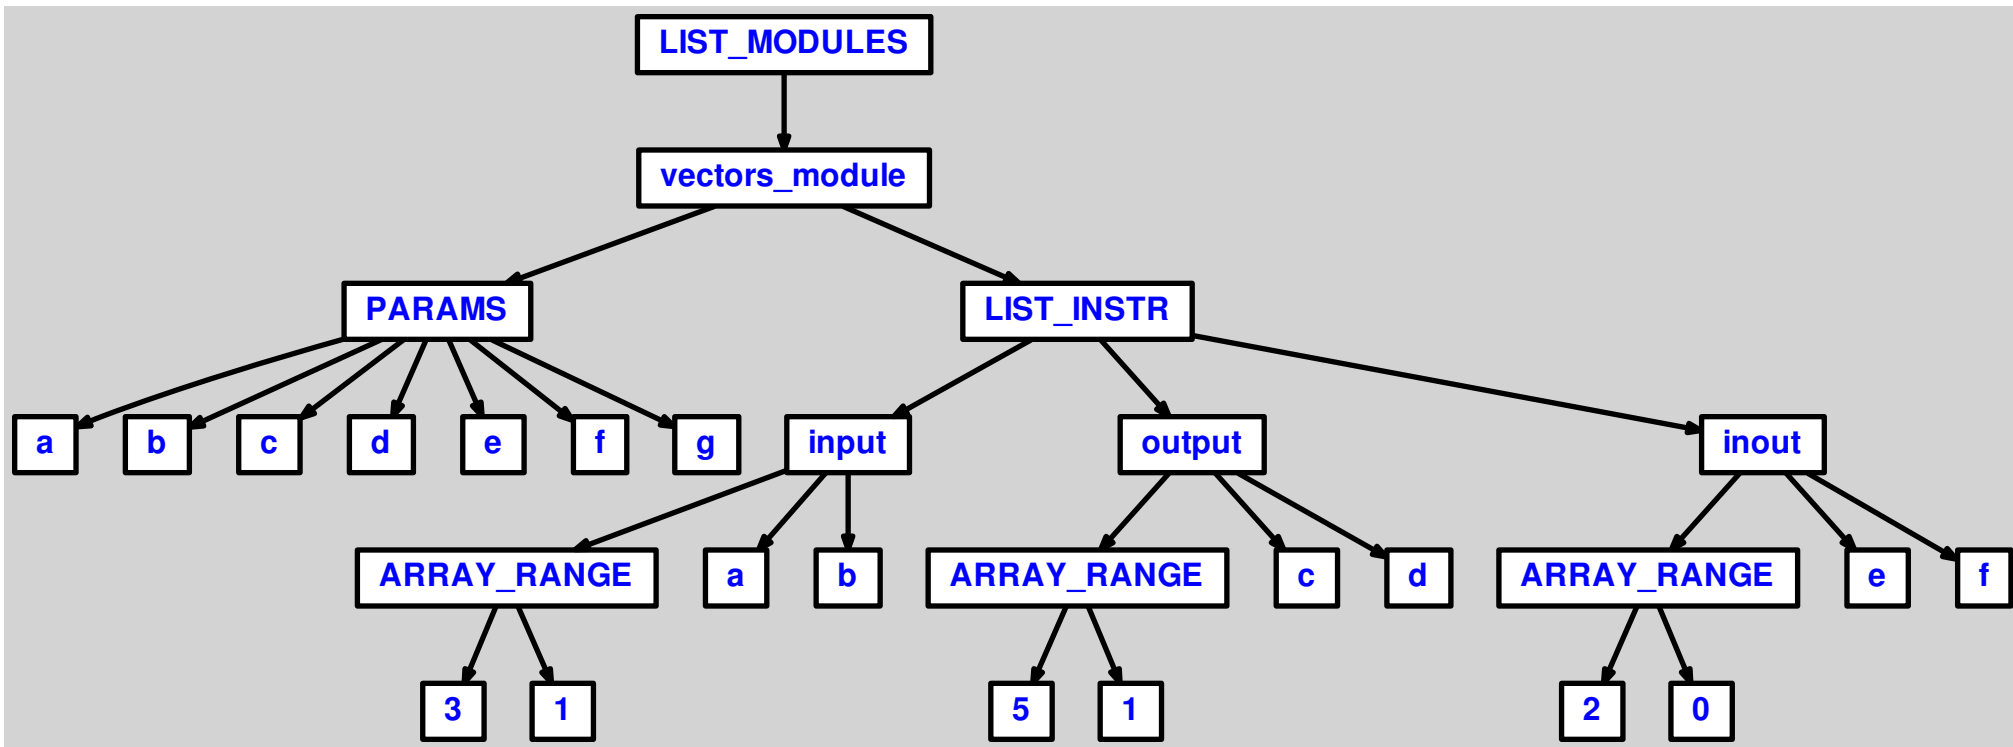 LIST_MODULES
vectors_module
PARAMS LIST_INSTR
a b c d e f g input output inout
ARRAY_RANGE a b ARRAY_RANGE c d ARRAY_RANGE e f
3 1 5 1 2 0